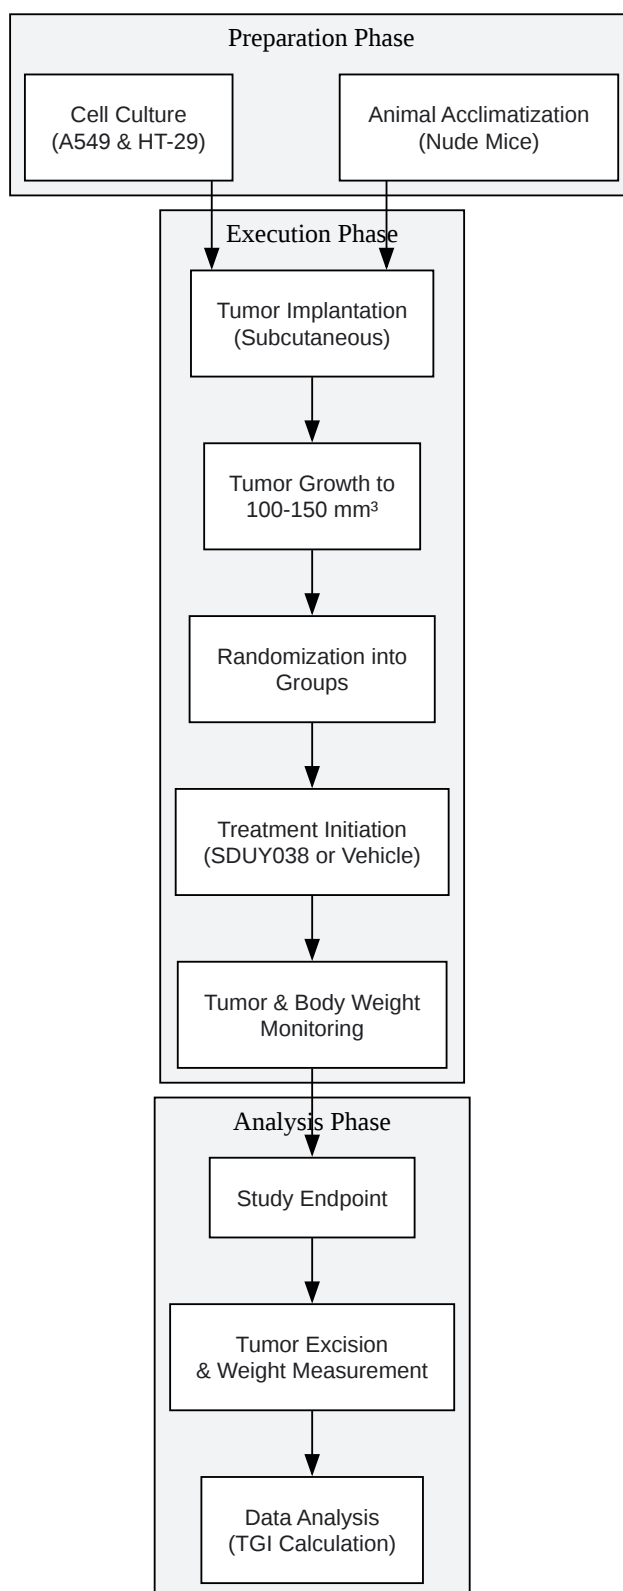 Preparation Phase
Cell Culture
(A549 & HT-29)
Animal Acclimatization
(Nude Mice)
Execution Phase
Tumor Implantation
(Subcutaneous)
Tumor Growth to
100-150 mm³
Randomization into
Groups
Treatment Initiation
(SDUY038 or Vehicle)
Tumor & Body Weight
Monitoring
Analysis Phase
Study Endpoint
Tumor Excision
& Weight Measurement
Data Analysis
(TGI Calculation)